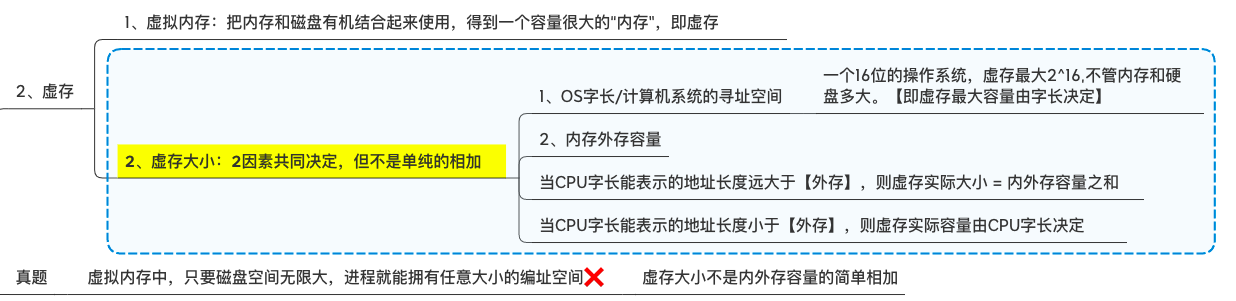 1、虚拟内存：把内存和磁盘有机结合起来使用，得到一个容量很大的“内存”，即虚存
2、虚存
2、虚存大小：2因素共同决定，但不是单纯的相加
1、OS字长/计算机系统的寻址空间
一个16位的操作系统，虚存最大2^16,不管内存和硬
盘多大。【即虚存最大容量由字长决定】
2、内存外存容量
当CPU字长能表示的地址长度远大于【外存】，则虚存实际大小 = 内外存容量之和
当CPU字长能表示的地址长度小于【外存】，则虚存实际容量由CPU字长决定
真题
虚拟内存中，只要磁盘空间无限大，进程就能拥有任意大小的编址空间❌
虚存大小不是内外存容量的简单相加